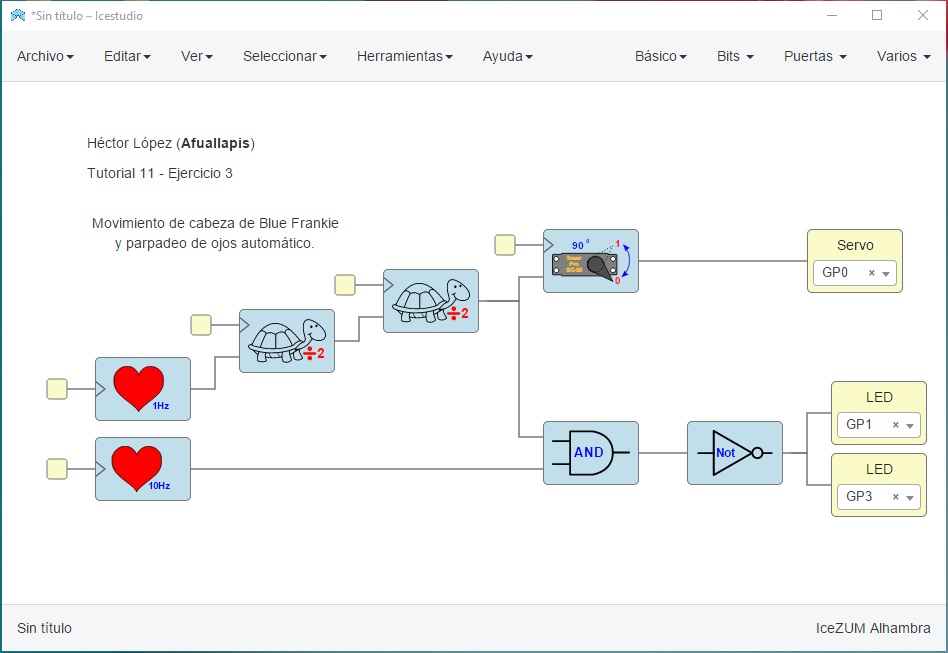 *Sin título – Icestudio
Archivo Editar Ver Seleccionar Herramientas Ayuda Básico Bits Puertas Varios
Héctor López (Afuallapis)
Tutorial 11 - Ejercicio 3
Movimiento de cabeza de Blue Frankie
y parpadeo de ojos automático.
90 º 1
Tower
Pro
SG-90
0
Servo
GP0 ×
÷2
÷2
1Hz
10Hz
AND
Not
LED
GP1 ×
LED
GP3 ×
Sin título
IceZUM Alhambra